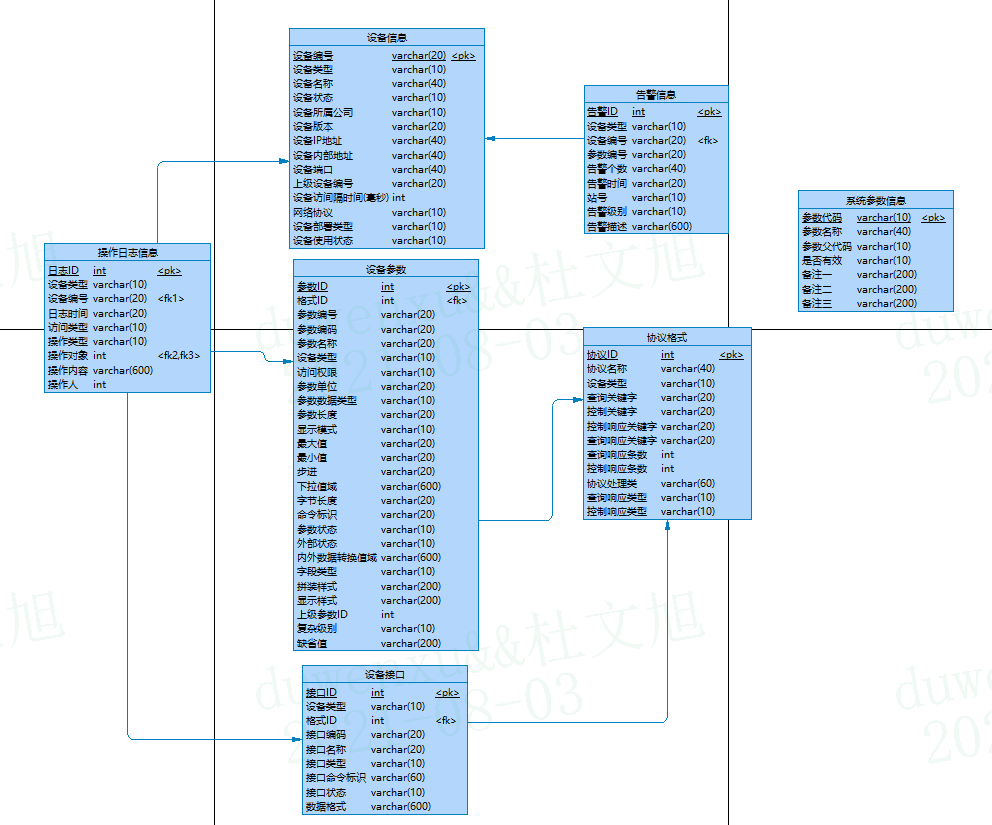 设备信息
设备编号 varchar(20) <pk>
设备类型 varchar(10)
设备名称 varchar(40)
设备状态 varchar(10)
设备所属公司 varchar(10)
设备版本 varchar(20)
设备IP地址 varchar(40)
设备内部地址 varchar(40)
设备端口 varchar(40)
上级设备编号 varchar(20)
设备访问间隔时间(毫秒) int
网络协议 varchar(10)
设备部署类型 varchar(10)
设备使用状态 varchar(10)
告警信息
告警ID int <pk>
设备类型 varchar(10)
设备编号 varchar(20) <fk>
参数编号 varchar(20)
告警个数 varchar(40)
告警时间 varchar(20)
站号 varchar(10)
告警级别 varchar(10)
告警描述 varchar(600)
系统参数信息
参数代码 varchar(10) <pk>
参数名称 varchar(40)
参数父代码 varchar(10)
是否有效 varchar(10)
备注一 varchar(200)
备注二 varchar(200)
备注三 varchar(200)
操作日志信息
日志ID int <pk>
设备类型 varchar(10)
设备编号 varchar(20) <fk1>
日志时间 varchar(20)
访问类型 varchar(10)
操作类型 varchar(10)
操作对象 int <fk2,fk3>
操作内容 varchar(600)
操作人 int
设备参数
参数ID int <pk>
格式ID int <fk>
参数编号 varchar(20)
参数编码 varchar(20)
参数名称 varchar(20)
设备类型 varchar(10)
访问权限 varchar(10)
参数单位 varchar(20)
参数数据类型 varchar(10)
参数长度 varchar(20)
显示模式 varchar(10)
最大值 varchar(20)
最小值 varchar(20)
步进 varchar(20)
下拉值域 varchar(600)
字节长度 varchar(20)
命令标识 varchar(20)
参数状态 varchar(10)
外部状态 varchar(10)
内外数据转换值域 varchar(600)
字段类型 varchar(10)
拼装样式 varchar(200)
显示样式 varchar(200)
上级参数ID int
复杂级别 varchar(10)
缺省值 varchar(200)
协议格式
协议ID int <pk>
协议名称 varchar(40)
设备类型 varchar(10)
查询关键字 varchar(20)
控制关键字 varchar(20)
控制响应关键字 varchar(20)
查询响应关键字 varchar(20)
查询响应条数 int
控制响应条数 int
协议处理类 varchar(60)
查询响应类型 varchar(10)
控制响应类型 varchar(10)
设备接口
接口ID int <pk>
设备类型 varchar(10)
格式ID int <fk>
接口编码 varchar(20)
接口名称 varchar(20)
接口类型 varchar(10)
接口命令标识 varchar(60)
接口状态 varchar(10)
数据格式 varchar(600)
duwenxu&&杜文旭